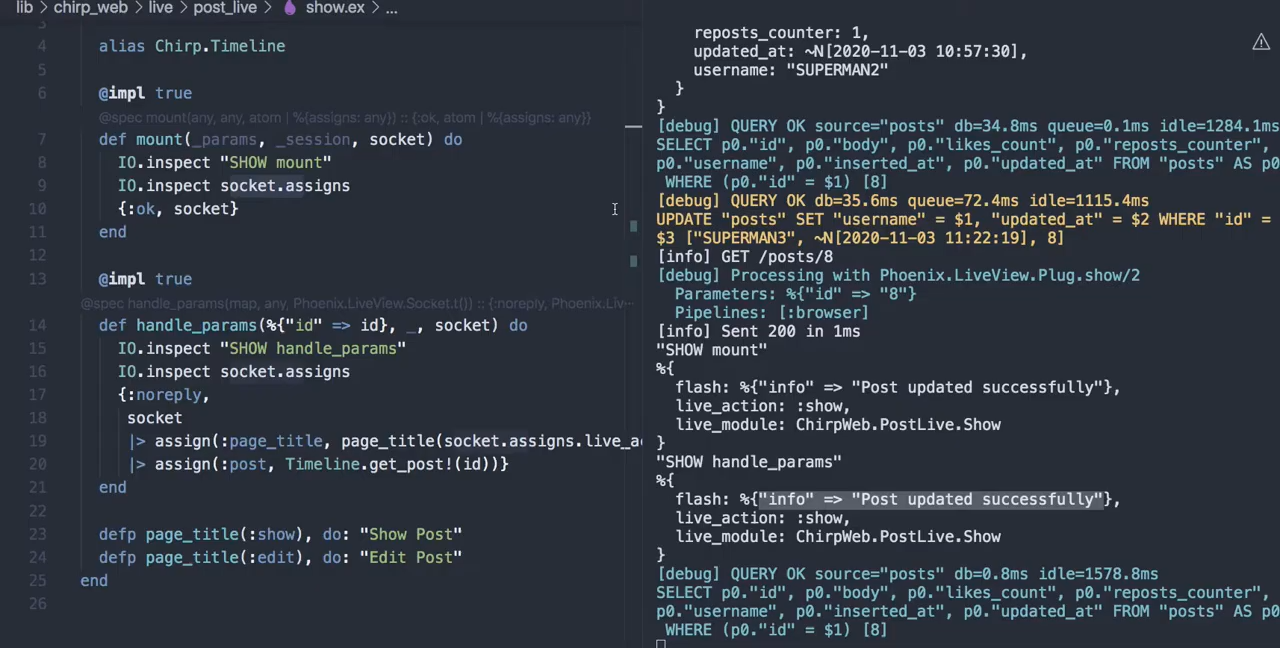 lib > chirp_web > live > post_live > show.ex > ...
3
4 alias Chirp.Timeline
5
6 @impl true
@spec mount(any, any, atom | %{assigns: any}) :: {:ok, atom | %{assigns: any}}
7 def mount(_params, _session, socket) do
8 IO.inspect "SHOW mount"
9 IO.inspect socket.assigns
10 {:ok, socket}
11 end
12
13 @impl true
@spec handle_params(map, any, Phoenix.LiveView.Socket.t()) :: {:noreply, Phoenix.Liv...
14 def handle_params(%{"id" => id}, _, socket) do
15 IO.inspect "SHOW handle_params"
16 IO.inspect socket.assigns
17 {:noreply,
18 socket
19 |> assign(:page_title, page_title(socket.assigns.live_ac
20 |> assign(:post, Timeline.get_post!(id))}
21 end
22
23 defp page_title(:show), do: "Show Post"
24 defp page_title(:edit), do: "Edit Post"
25 end
26
reposts_counter: 1,
updated_at: ~N[2020-11-03 10:57:30],
username: "SUPERMAN2"
}
}
[debug] QUERY OK source="posts" db=34.8ms queue=0.1ms idle=1284.1ms
SELECT p0."id", p0."body", p0."likes_count", p0."reposts_counter",
p0."username", p0."inserted_at", p0."updated_at" FROM "posts" AS p0
WHERE (p0."id" = $1) [8]
[debug] QUERY OK db=35.6ms queue=72.4ms idle=1115.4ms
UPDATE "posts" SET "username" = $1, "updated_at" = $2 WHERE "id" =
$3 ["SUPERMAN3", ~N[2020-11-03 11:22:19], 8]
[info] GET /posts/8
[debug] Processing with Phoenix.LiveView.Plug.show/2
Parameters: %{"id" => "8"}
Pipelines: [:browser]
[info] Sent 200 in 1ms
"SHOW mount"
%{
flash: %{"info" => "Post updated successfully"},
live_action: :show,
live_module: ChirpWeb.PostLive.Show
}
"SHOW handle_params"
%{
flash: %{"info" => "Post updated successfully"},
live_action: :show,
live_module: ChirpWeb.PostLive.Show
}
[debug] QUERY OK source="posts" db=0.8ms idle=1578.8ms
SELECT p0."id", p0."body", p0."likes_count", p0."reposts_counter",
p0."username", p0."inserted_at", p0."updated_at" FROM "posts" AS p0
WHERE (p0."id" = $1) [8]